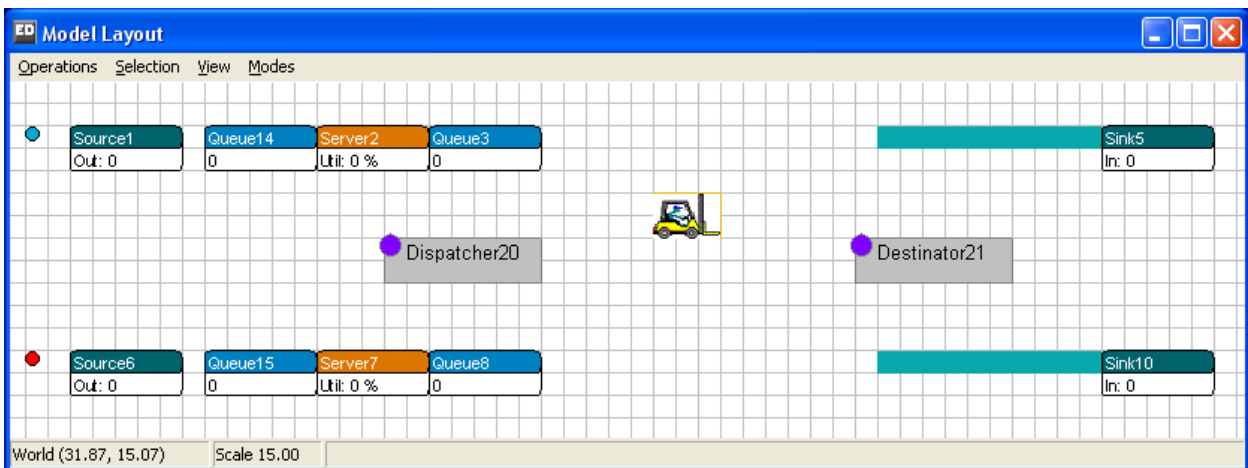 ED Model Layout
Operations Selection View Modes
Source1 Queue14 Server2 Queue3 Sink5
Out: 0 0 Util: 0 % 0 In: 0
Dispatcher20 Destinator21
Source6 Queue15 Server7 Queue8 Sink10
Out: 0 0 Util: 0 % 0 In: 0
World (31.87, 15.07) Scale 15.00